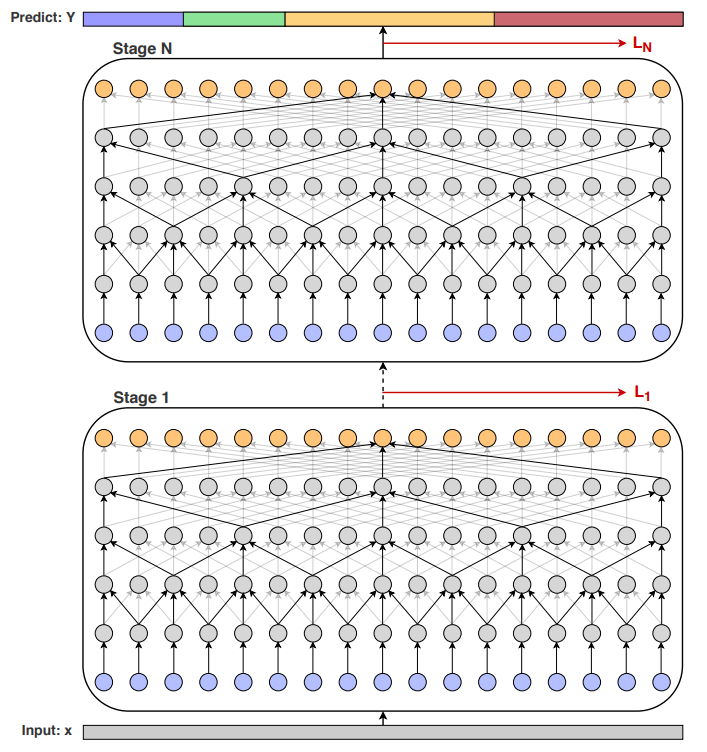 Predict: Y
Stage N
L_N
Stage 1
L_1
Input: x